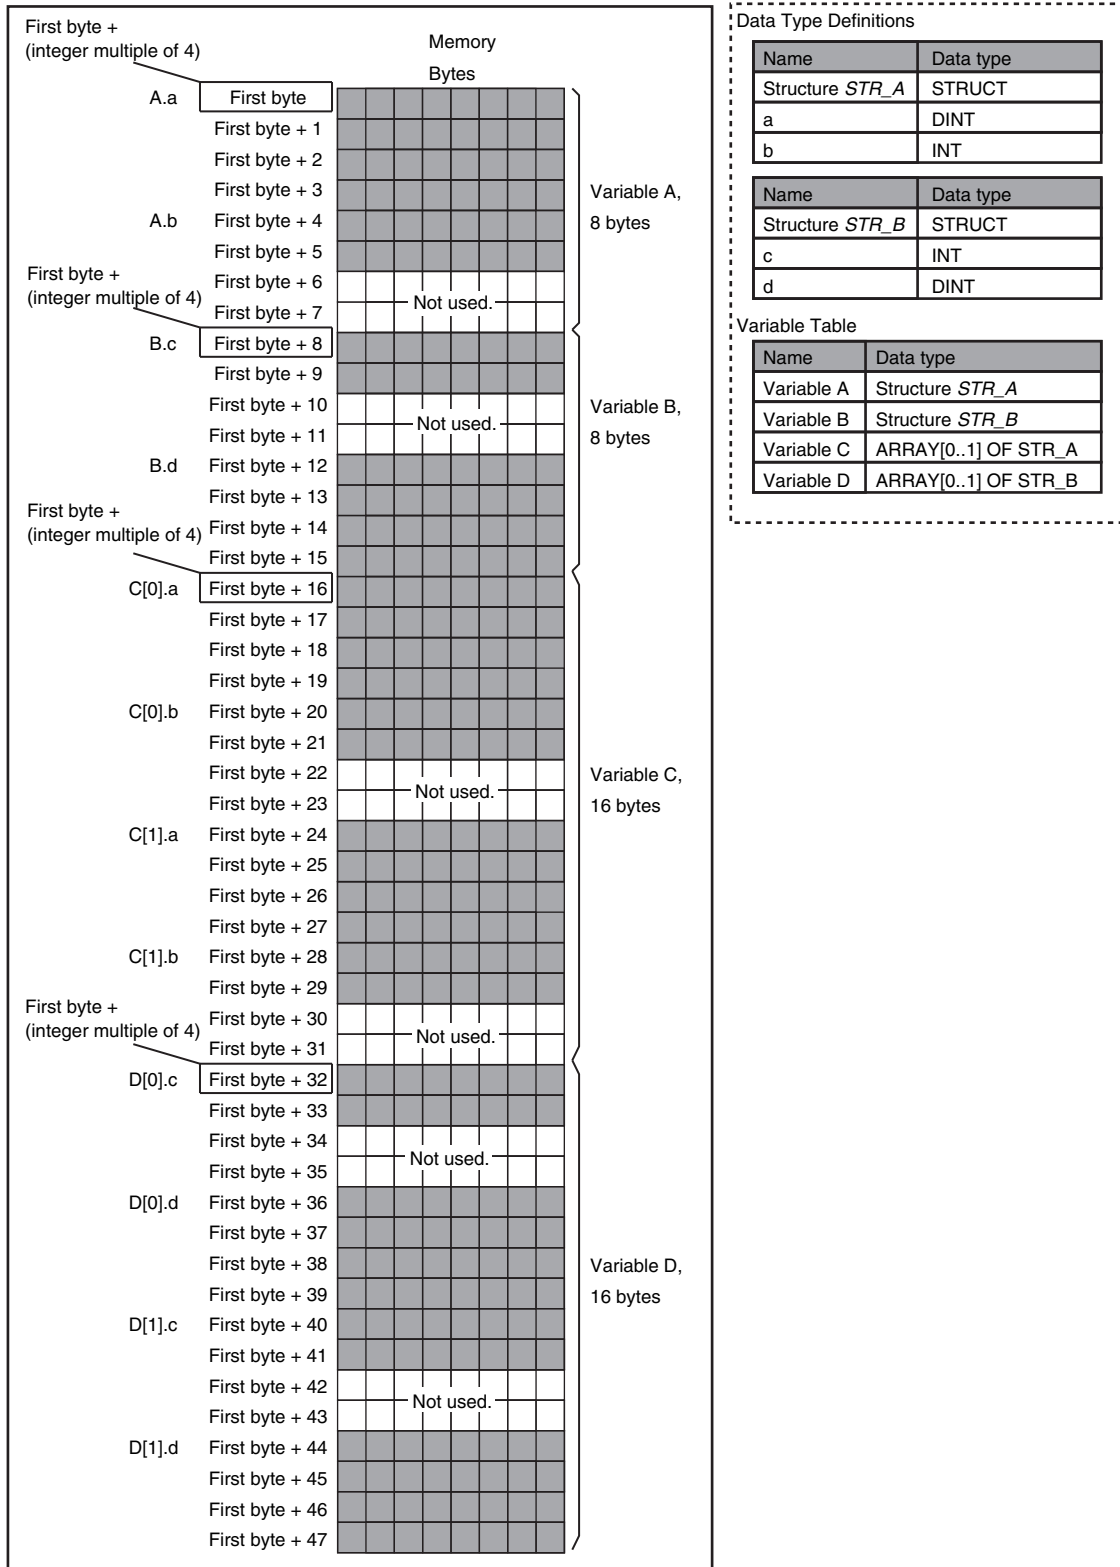 First byte +
(integer multiple of 4)
Memory
Bytes
A.a First byte
First byte + 1
First byte + 2
First byte + 3
A.b First byte + 4
First byte + 5
First byte +
(integer multiple of 4)
First byte + 6
First byte + 7
Not used.
Variable A,
8 bytes
B.c First byte + 8
First byte + 9
First byte + 10
First byte + 11
Not used.
B.d First byte + 12
First byte + 13
First byte +
(integer multiple of 4)
First byte + 14
First byte + 15
Variable B,
8 bytes
C[0].a First byte + 16
First byte + 17
First byte + 18
First byte + 19
C[0].b First byte + 20
First byte + 21
First byte + 22
First byte + 23
Not used.
C[1].a First byte + 24
First byte + 25
First byte + 26
First byte + 27
C[1].b First byte + 28
First byte + 29
First byte +
(integer multiple of 4)
First byte + 30
First byte + 31
Not used.
Variable C,
16 bytes
D[0].c First byte + 32
First byte + 33
First byte + 34
First byte + 35
Not used.
D[0].d First byte + 36
First byte + 37
First byte + 38
First byte + 39
D[1].c First byte + 40
First byte + 41
First byte + 42
First byte + 43
Not used.
D[1].d First byte + 44
First byte + 45
First byte + 46
First byte + 47
Variable D,
16 bytes
Data Type Definitions
Name Data type
Structure STR_A STRUCT
a DINT
b INT
Name Data type
Structure STR_B STRUCT
c INT
d DINT
Variable Table
Name Data type
Variable A Structure STR_A
Variable B Structure STR_B
Variable C ARRAY[0..1] OF STR_A
Variable D ARRAY[0..1] OF STR_B